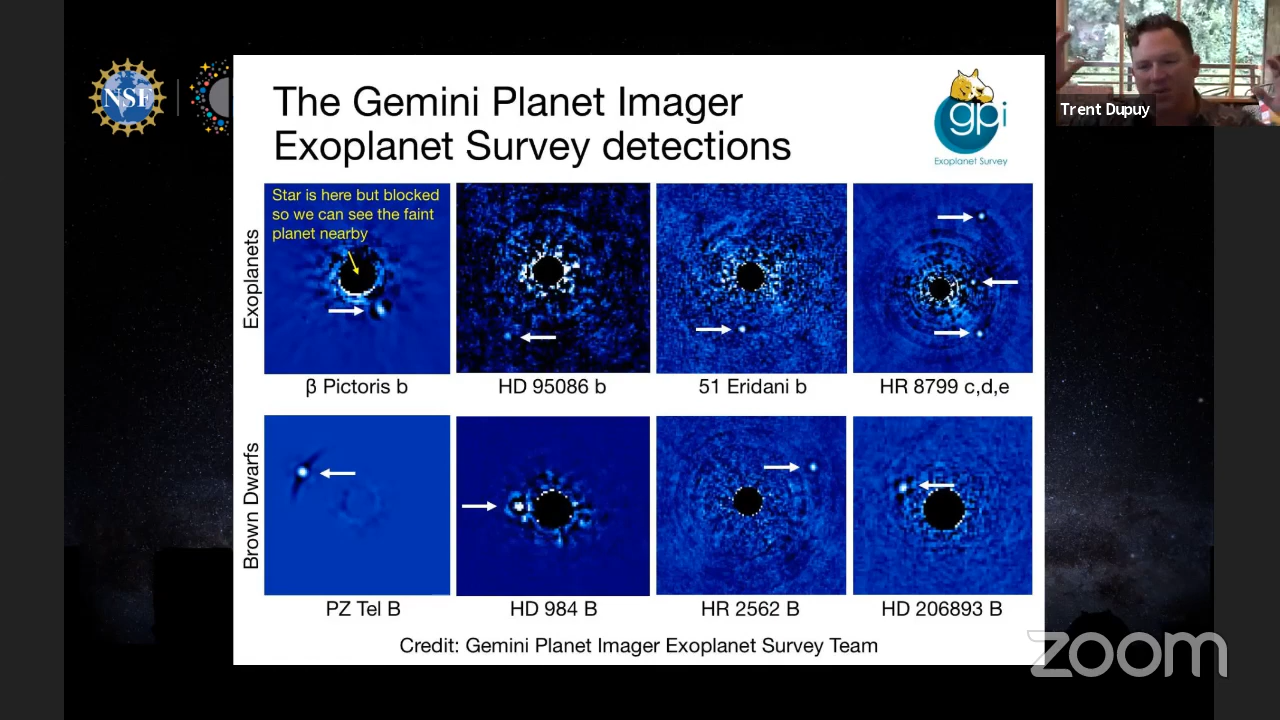 NSF
The Gemini Planet Imager
Exoplanet Survey detections
gpi
Exoplanet Survey
Trent Dupuy
Exoplanets
Star is here but blocked
so we can see the faint
planet nearby
β Pictoris b
HD 95086 b
51 Eridani b
HR 8799 c,d,e
Brown Dwarfs
PZ Tel B
HD 984 B
HR 2562 B
HD 206893 B
Credit: Gemini Planet Imager Exoplanet Survey Team
zoom